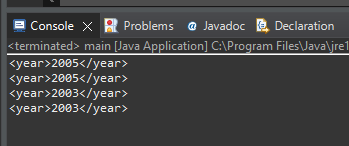 Console Problems Javadoc Declaration
<terminated> main [Java Application] C:\Program Files\Java\jre1
<year>2005</year>
<year>2005</year>
<year>2003</year>
<year>2003</year>